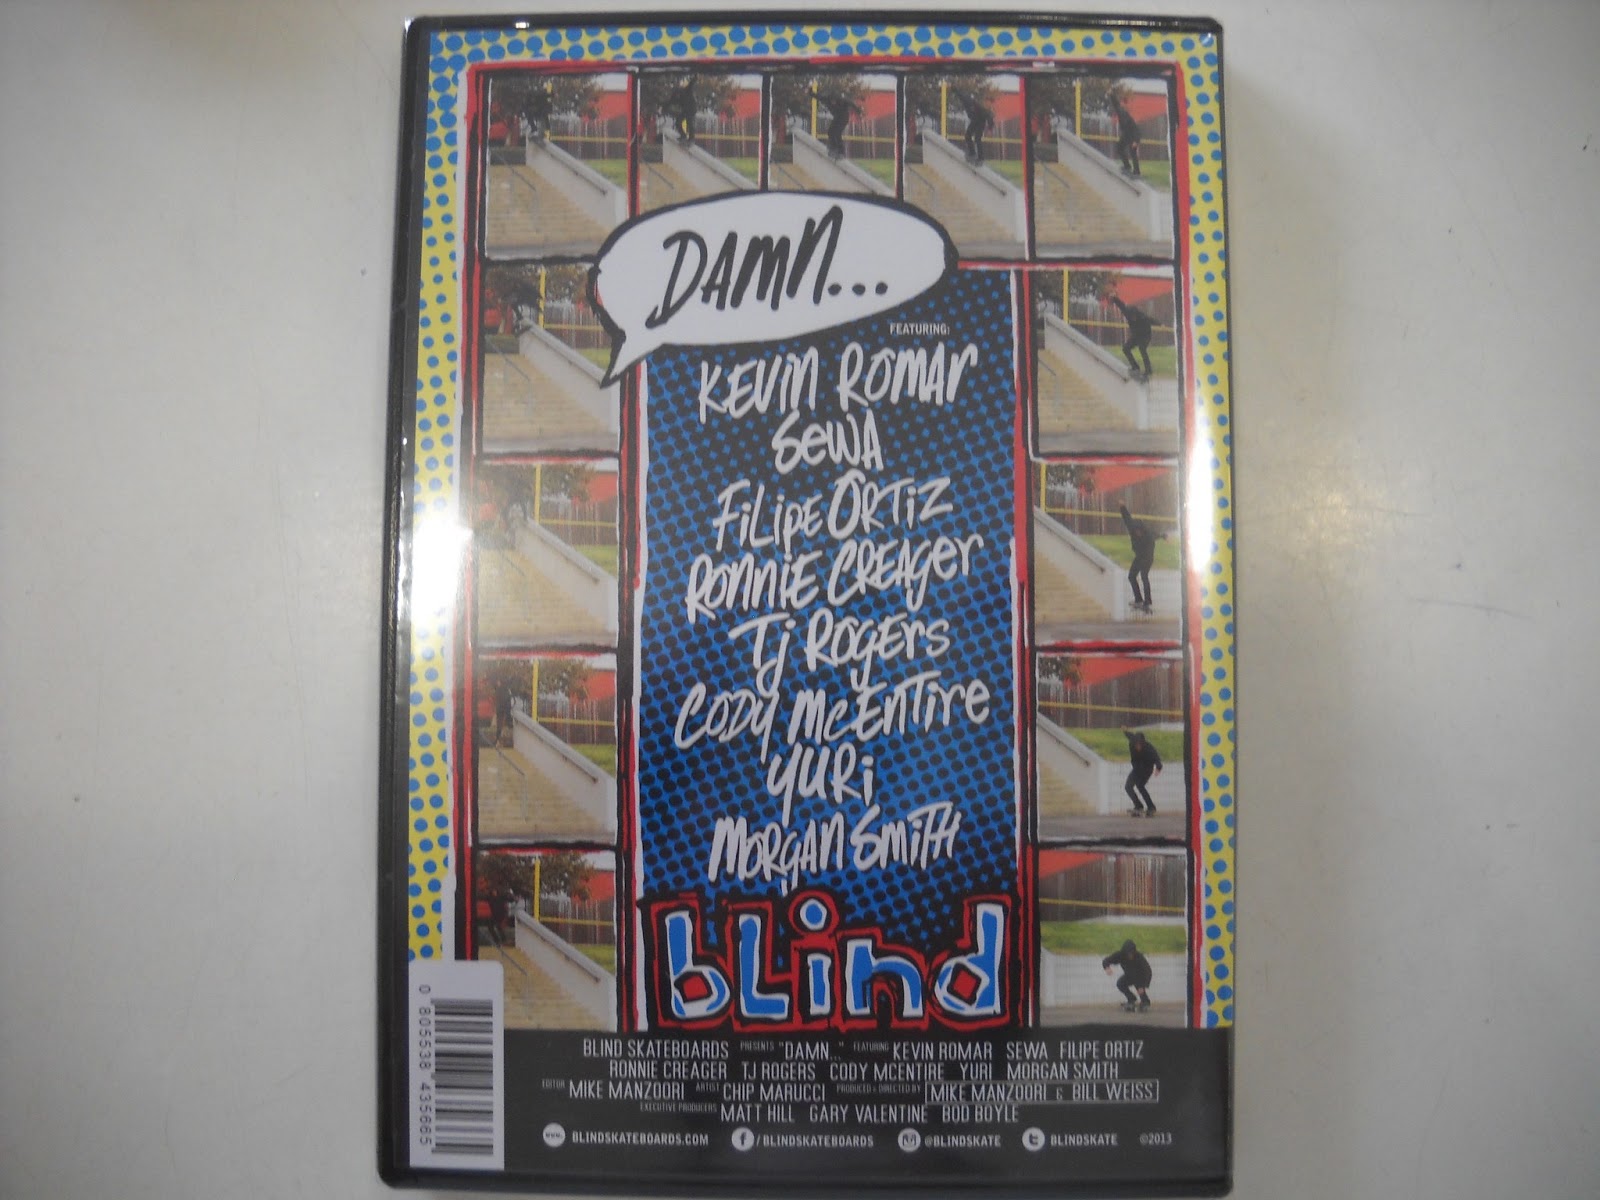 DAMN...
FEATURING:
KEVIN ROMAR
SEWA
FILIPE ORTIZ
RONNIE CREAGER
TJ ROGERS
CODY MCENTIRE
YURI
MORGAN SMITH
blind
BLIND SKATEBOARDS PRESENTS "DAMN..." FEATURING KEVIN ROMAR SEWA FILIPE ORTIZ
RONNIE CREAGER TJ ROGERS CODY MCENTIRE YURI MORGAN SMITH
EDITOR MIKE MANZOORI ARTIST CHIP MARUCCI PRODUCED & DIRECTED BY MIKE MANZOORI & BILL WEISS
EXECUTIVE PRODUCERS MATT HILL GARY VALENTINE BOD BOYLE
www. BLINDSKATEBOARDS.COM f /BLINDSKATEBOARDS @BLINDSKATE t BLINDSKATE ©2013
0 805538 435665